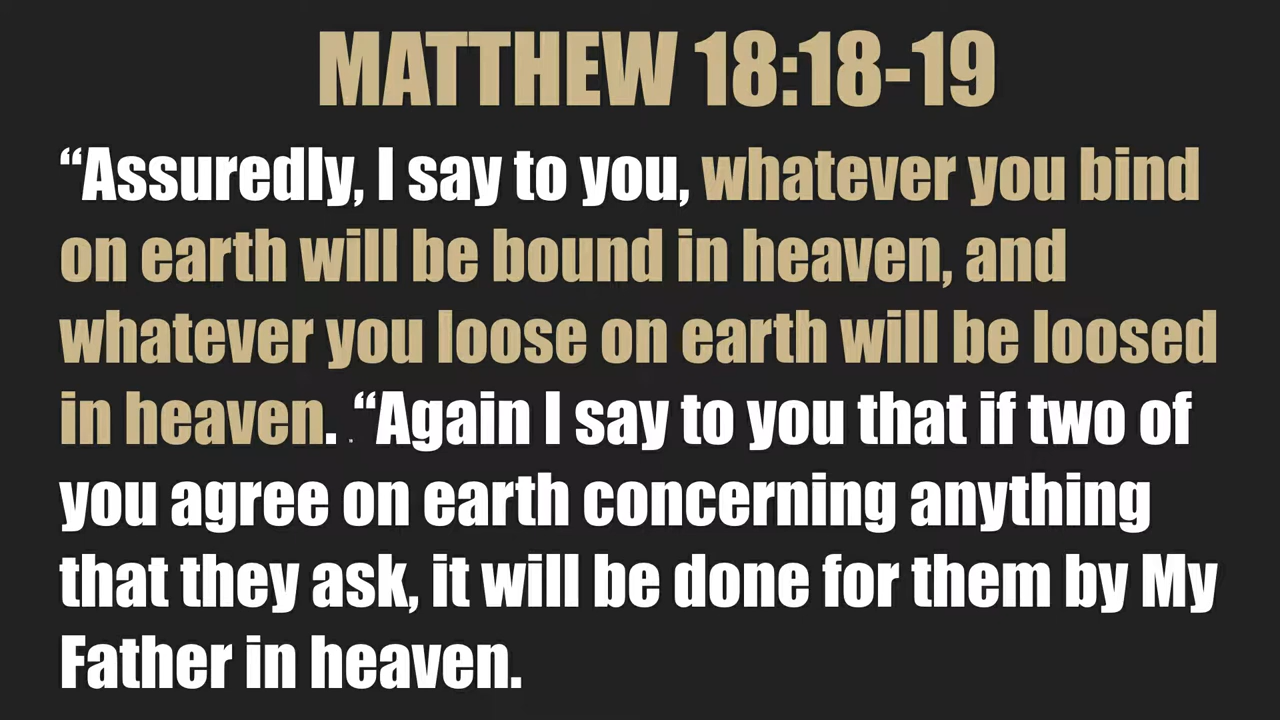 MATTHEW 18:18-19
“Assuredly, I say to you, whatever you bind
on earth will be bound in heaven, and
whatever you loose on earth will be loosed
in heaven. “Again I say to you that if two of
you agree on earth concerning anything
that they ask, it will be done for them by My
Father in heaven.